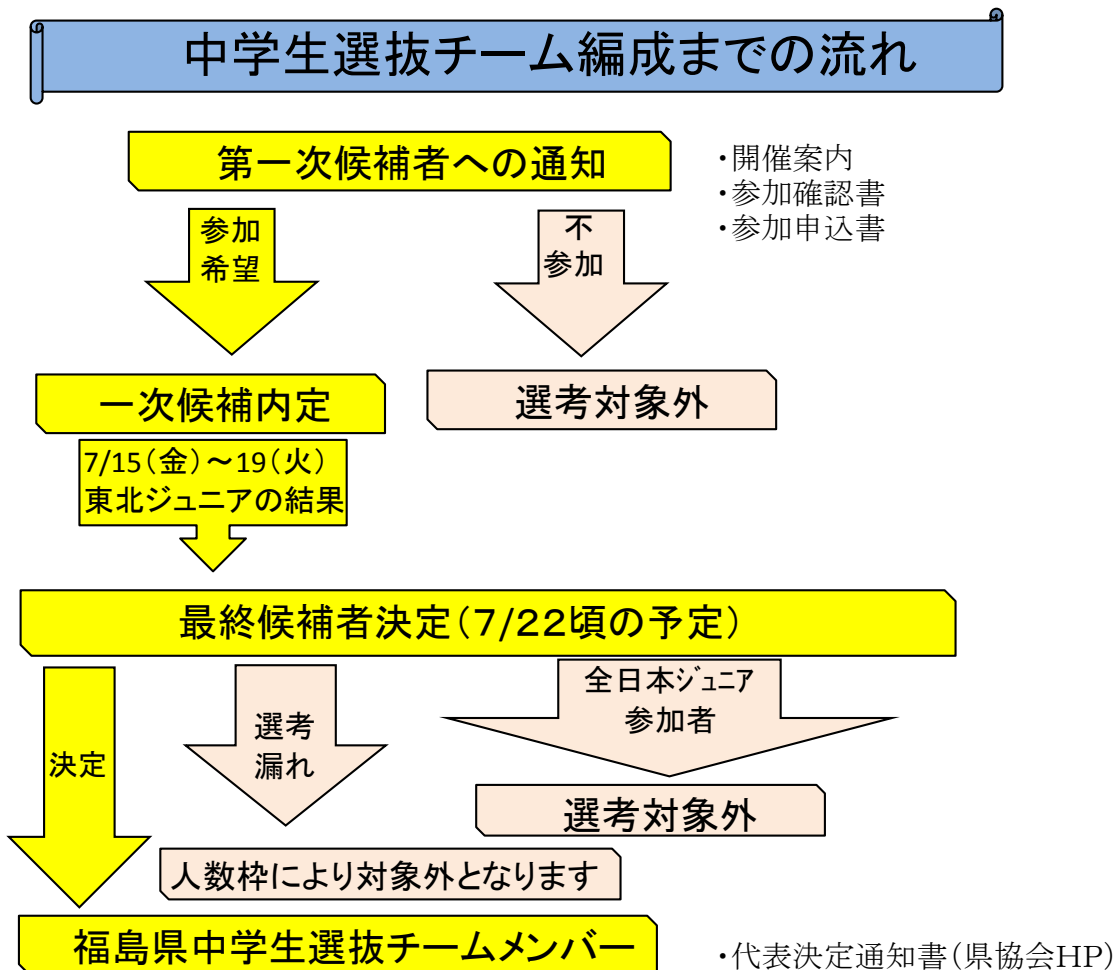 中学生選抜チーム編成までの流れ
第一次候補者への通知
・開催案内
・参加確認書
・参加申込書
参加
希望
不
参加
一次候補内定
選考対象外
7/15(金)～19(火)
東北ジュニアの結果
最終候補者決定(7/22頃の予定)
決定
選考
漏れ
全日本ｼﾞｭﾆｱ
参加者
選考対象外
人数枠により対象外となります
福島県中学生選抜チームメンバー
・代表決定通知書(県協会HP)